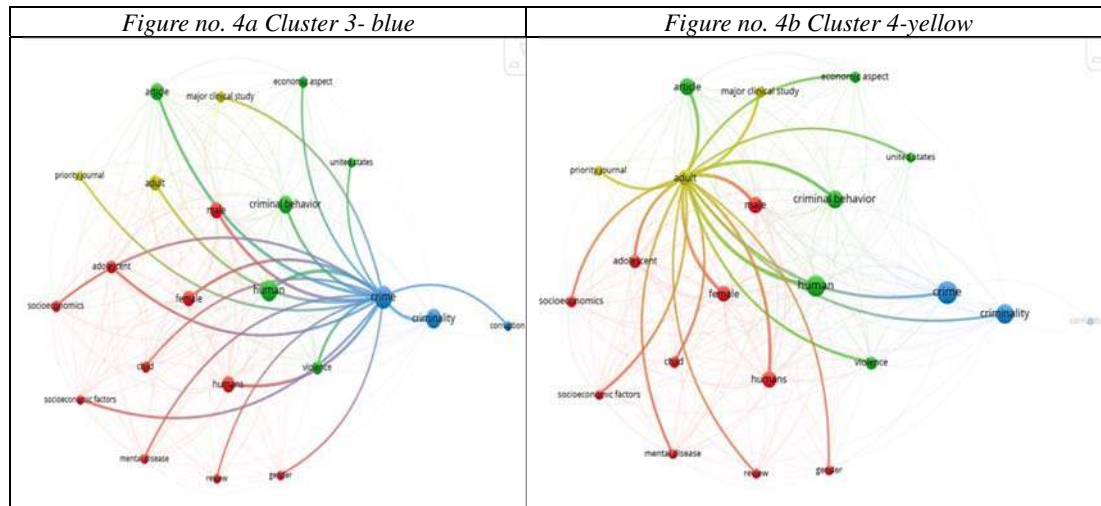 Figure no. 4a Cluster 3- blue
Figure no. 4b Cluster 4-yellow
economic aspect
article
major clinical study
united states
priority journal
adult
male
criminal behavior
adolescent
socioeconomics
female
human
crime
criminality
corruption
child
violence
humans
socioeconomic factors
mental disease
review
gender
economic aspect
article
major clinical study
united states
priority journal
adult
male
criminal behavior
adolescent
socioeconomics
female
human
crime
criminality
corruption
child
violence
humans
socioeconomic factors
mental disease
review
gender